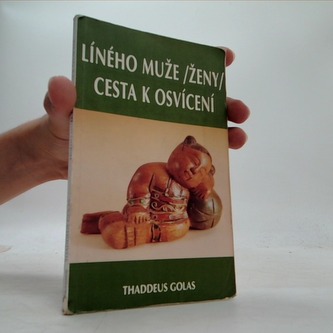 LÍNÉHO MUŽE /ŽENY/
CESTA K OSVÍCENÍ
THADDEUS GOLAS